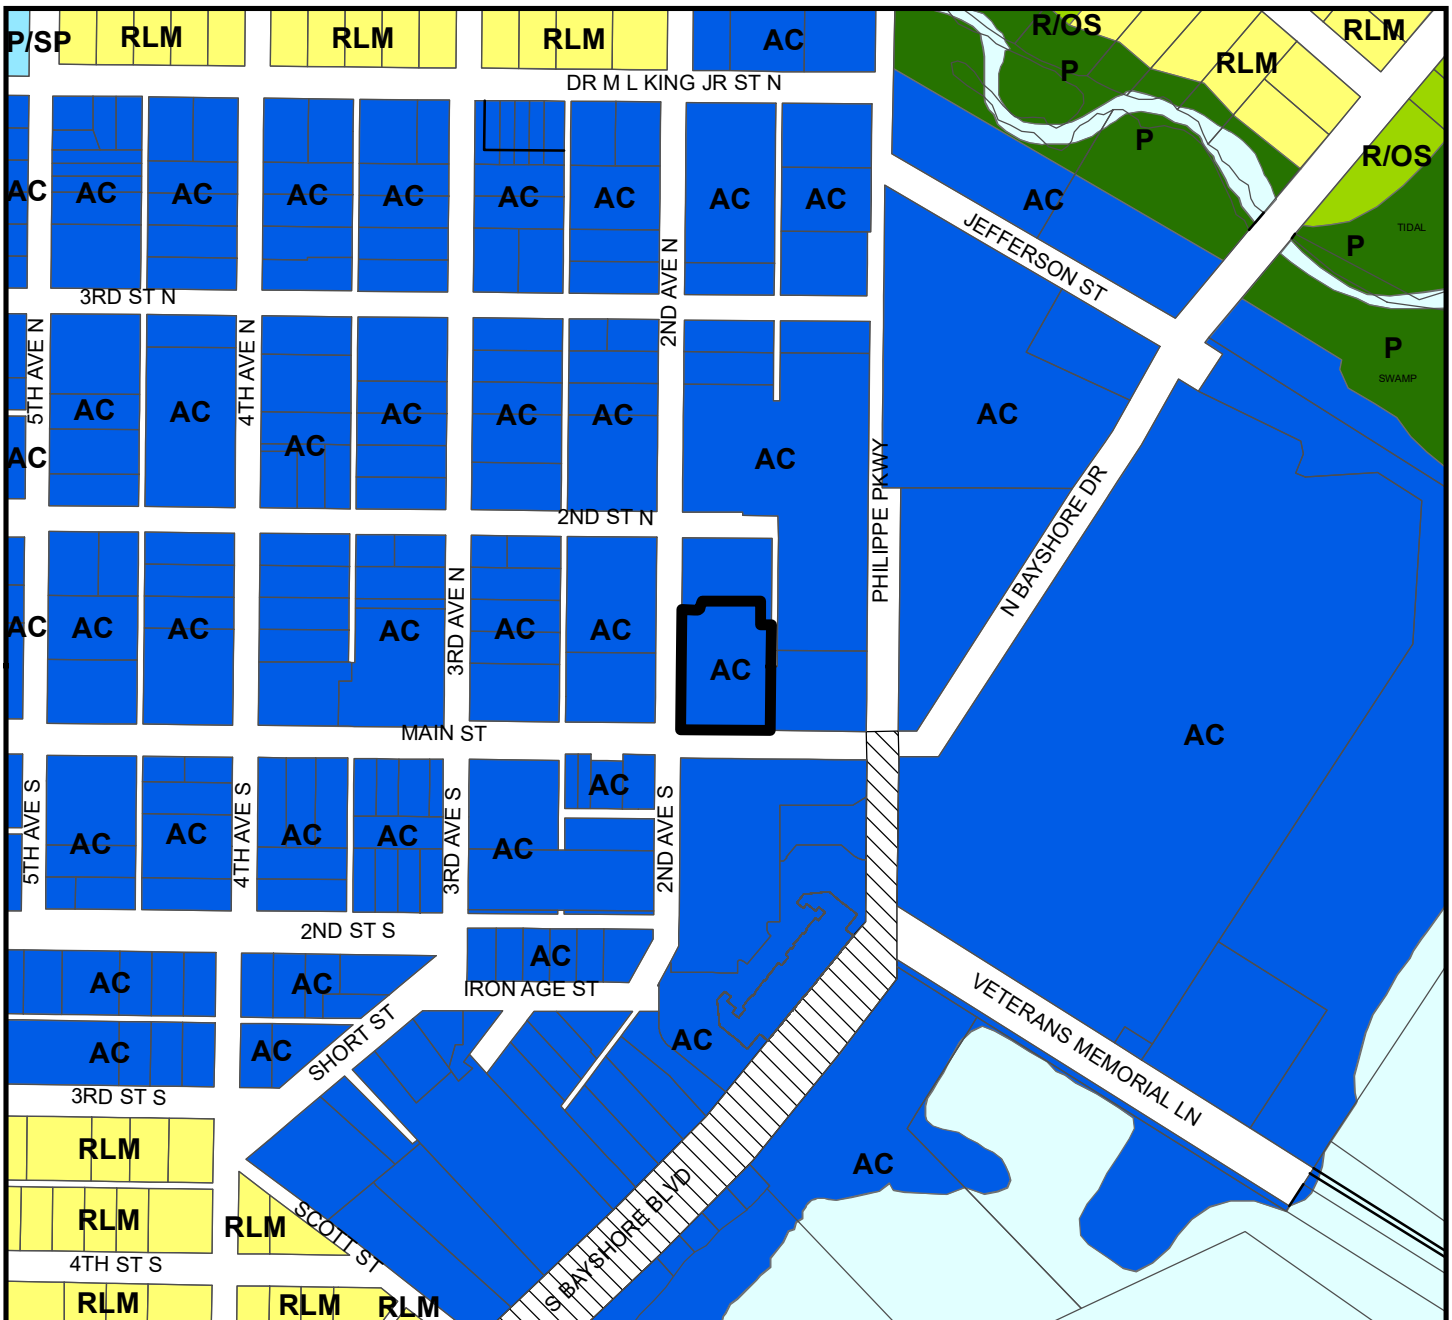 P/SP
RLM
RLM
RLM
AC
R/OS
RLM
P
RLM
DR M L KING JR ST N
P
R/OS
AC
AC
AC
AC
AC
AC
AC
AC
AC
AC
JEFFERSON ST
P
TIDAL
3RD ST N
5TH AVE N
4TH AVE N
2ND AVE N
P
SWAMP
AC
AC
AC
AC
AC
AC
AC
AC
AC
AC
PHILIPPE PKWY
N BAYSHORE DR
2ND ST N
AC
AC
AC
AC
3RD AVE N
AC
AC
AC
AC
MAIN ST
5TH AVE S
4TH AVE S
3RD AVE S
2ND AVE S
AC
AC
AC
AC
AC
AC
2ND ST S
AC
AC
AC
IRON AGE ST
VETERANS MEMORIAL LN
AC
AC
SHORT ST
AC
3RD ST S
RLM
AC
RLM
RLM
SCOTT ST
S BAYSHORE BLVD
4TH ST S
RLM
RLM
RLM